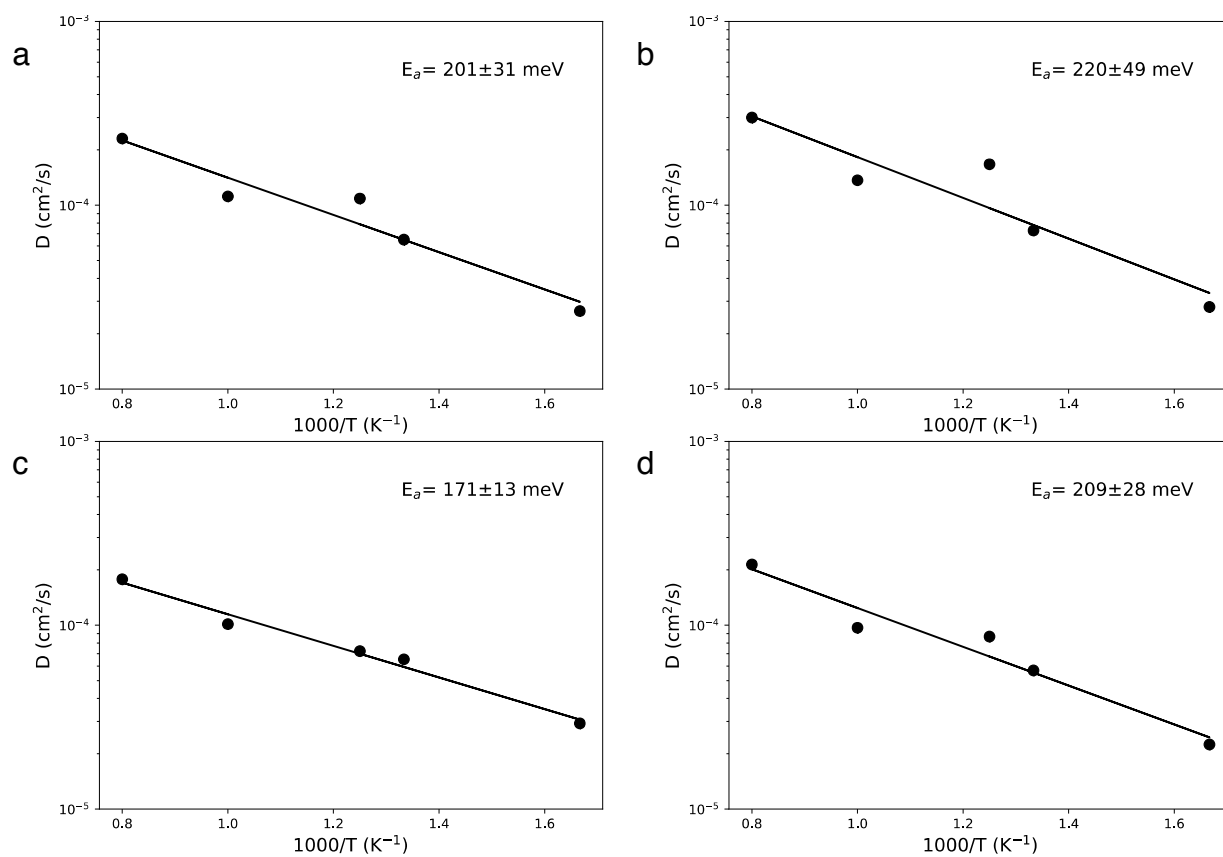 a
10⁻³
10⁻⁴
10⁻⁵
D (cm²/s)
Eₐ= 201±31 meV
0.8 1.0 1.2 1.4 1.6
1000/T (K⁻¹)
b
10⁻³
10⁻⁴
10⁻⁵
D (cm²/s)
Eₐ= 220±49 meV
0.8 1.0 1.2 1.4 1.6
1000/T (K⁻¹)
c
10⁻³
10⁻⁴
10⁻⁵
D (cm²/s)
Eₐ= 171±13 meV
0.8 1.0 1.2 1.4 1.6
1000/T (K⁻¹)
d
10⁻³
10⁻⁴
10⁻⁵
D (cm²/s)
Eₐ= 209±28 meV
0.8 1.0 1.2 1.4 1.6
1000/T (K⁻¹)